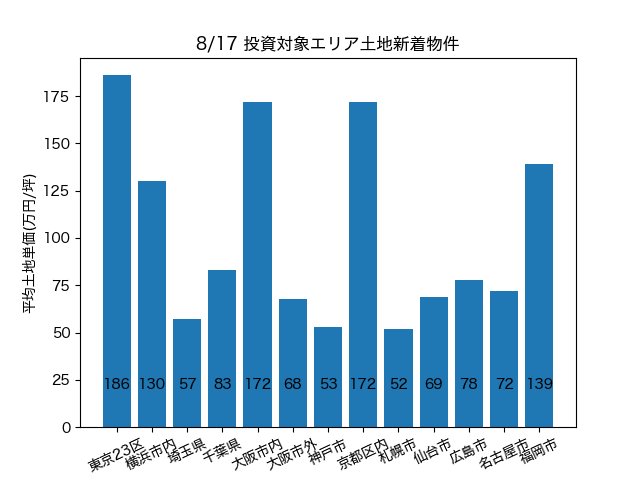 8/17 投資対象エリア土地新着物件
平均土地単価(万円/坪)
175
150
125
100
75
50
25
0
186 130 57 83 172 68 53 172 52 69 78 72 139
東京23区 横浜市内 埼玉県 千葉県 大阪市内 大阪市外 神戸市 京都区内 札幌市 仙台市 広島市 名古屋市 福岡市